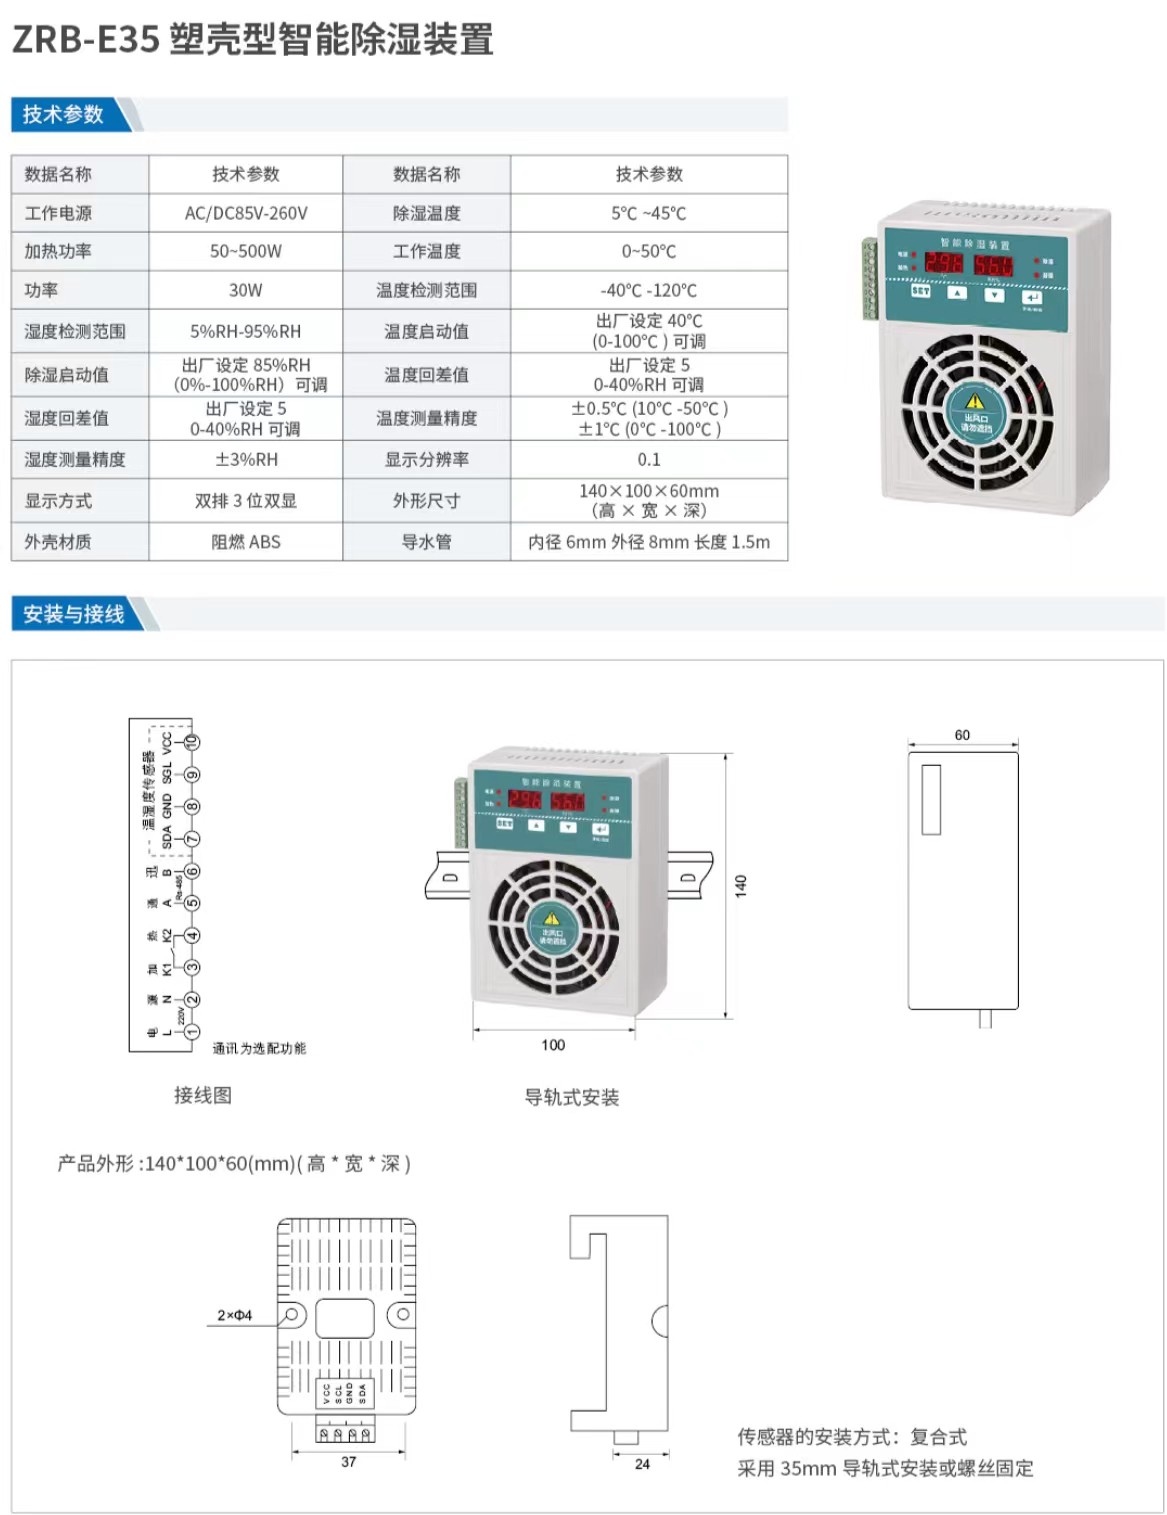 ZRB-E35 塑壳型智能除湿装置
技术参数
数据名称 技术参数 数据名称 技术参数
工作电源 AC/DC85V-260V 除湿温度 5℃ ~45℃
加热功率 50~500W 工作温度 0~50℃
功率 30W 温度检测范围 -40℃ -120℃
湿度检测范围 5%RH-95%RH 温度启动值 出厂设定 40℃
(0-100℃ ) 可调
除湿启动值 出厂设定 85%RH
（0%-100%RH）可调
温度回差值 出厂设定 5
0-40%RH 可调
湿度回差值 出厂设定 5
0-40%RH 可调
温度测量精度 ±0.5℃ (10℃ -50℃ )
±1℃ (0℃ -100℃ )
湿度测量精度 ±3%RH 显示分辨率 0.1
显示方式 双排 3 位双显 外形尺寸 140×100×60mm
（高 × 宽 × 深）
外壳材质 阻燃 ABS 导水管 内径 6mm 外径 8mm 长度 1.5m
智能除湿装置
SET
出风口
请勿遮挡
安装与接线
温湿度传感器
VCC 10
SGL 9
GND 8
SDA 7
通迅 Rs-485
B 6
A 5
加热
K2 4
K1 3
电源 220V
N 2
L 1
通讯为选配功能
接线图
智能除湿装置
SET
出风口
请勿遮挡
140
100
导轨式安装
60
产品外形 :140*100*60(mm)( 高 * 宽 * 深 )
2×Φ4
VCC
SCL
GND
SDA
37
24
传感器的安装方式：复合式
采用 35mm 导轨式安装或螺丝固定